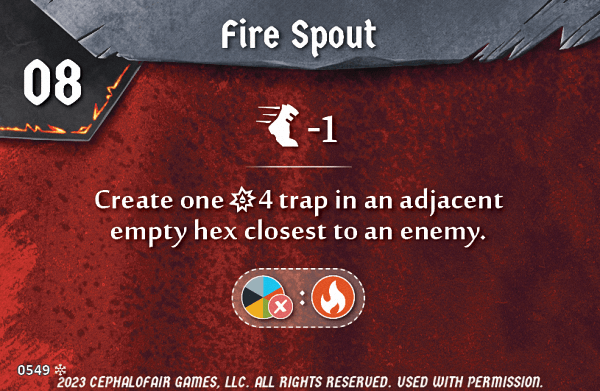 Fire Spout
08
-1
Create one 4 trap in an adjacent
empty hex closest to an enemy.
:
0549
2023 CEPHALOFAIR GAMES, LLC. ALL RIGHTS RESERVED. USED WITH PERMISSION.